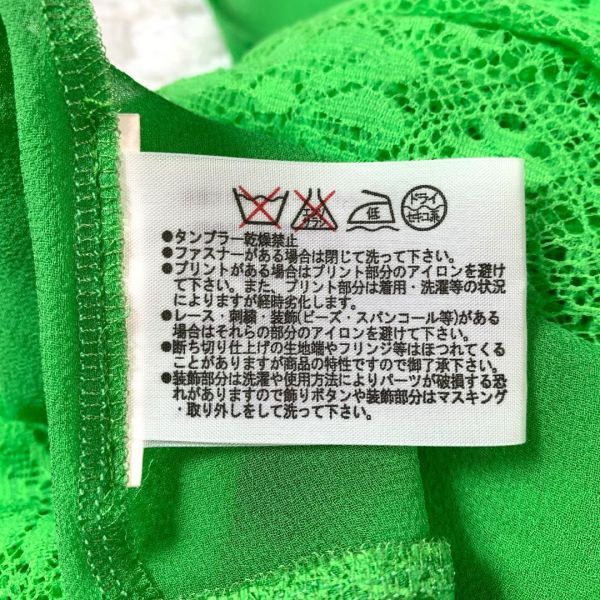 エンソ
サラシ
低
ドライ
セキユ系
●タンブラー乾燥禁止
●ファスナーがある場合は閉じて洗って下さい。
●プリントがある場合はプリント部分のアイロンを避け
て下さい。また、プリント部分は着用・洗濯等の状況
によりますが経時劣化します。
●レース・刺繍・装飾(ビーズ・スパンコール等)がある
場合はそれらの部分のアイロンを避けて下さい。
●断ち切り仕上げの生地端やフリンジ等はほつれてくる
ことがありますが商品の特性ですので御了承下さい。
●装飾部分は洗濯や使用方法によりパーツが破損する恐
れがありますので飾りボタンや装飾部分はマスキング
・取り外しをして洗って下さい。